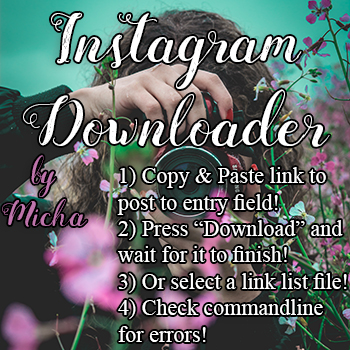 Instagram
Downloader
by
Micha
1) Copy & Paste link to
post to entry field!
2) Press “Download” and
wait for it to finish!
3) Or select a link list file!
4) Check commandline
for errors!